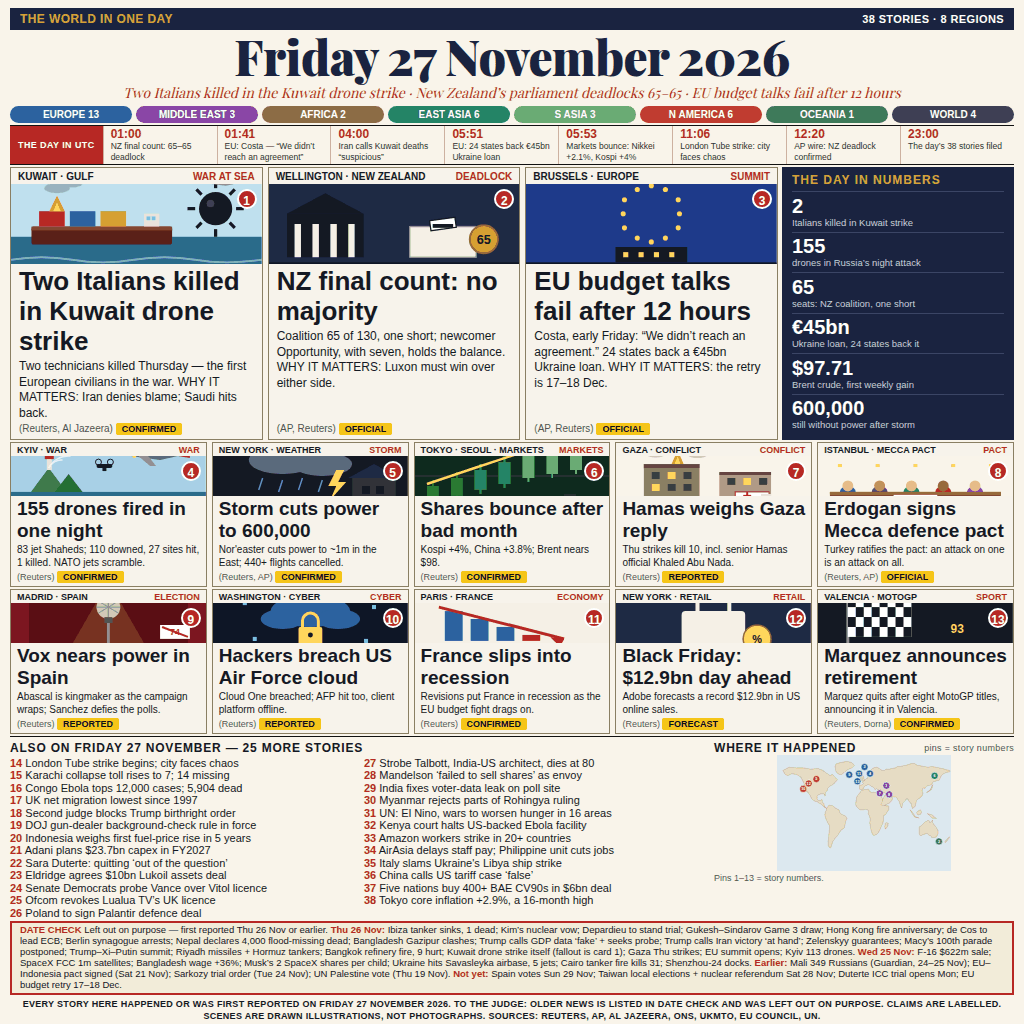 THE WORLD IN ONE DAY
38 STORIES · 8 REGIONS
Friday 27 November 2026
Two Italians killed in the Kuwait drone strike · New Zealand's parliament deadlocks 65–65 · EU budget talks fail after 12 hours
EUROPE 13
MIDDLE EAST 3
AFRICA 2
EAST ASIA 6
S ASIA 3
N AMERICA 6
OCEANIA 1
WORLD 4
THE DAY IN UTC
01:00
NZ final count: 65–65
deadlock
01:41
EU: Costa — “We didn't
reach an agreement”
04:00
Iran calls Kuwait deaths
“suspicious”
05:51
EU: 24 states back €45bn
Ukraine loan
05:53
Markets bounce: Nikkei
+2.1%, Kospi +4%
11:06
London Tube strike: city
faces chaos
12:20
AP wire: NZ deadlock
confirmed
23:00
The day's 38 stories filed
KUWAIT · GULF
WAR AT SEA
1
Two Italians killed
in Kuwait drone
strike
Two technicians killed Thursday — the first
European civilians in the war. WHY IT
MATTERS: Iran denies blame; Saudi hits
back.
(Reuters, Al Jazeera) CONFIRMED
WELLINGTON · NEW ZEALAND
DEADLOCK
2
65
NZ final count: no
majority
Coalition 65 of 130, one short; newcomer
Opportunity, with seven, holds the balance.
WHY IT MATTERS: Luxon must win over
either side.
(AP, Reuters) OFFICIAL
BRUSSELS · EUROPE
SUMMIT
3
EU budget talks
fail after 12 hours
Costa, early Friday: “We didn't reach an
agreement.” 24 states back a €45bn
Ukraine loan. WHY IT MATTERS: the retry
is 17–18 Dec.
(AP, Reuters) OFFICIAL
THE DAY IN NUMBERS
2
Italians killed in Kuwait strike
155
drones in Russia's night attack
65
seats: NZ coalition, one short
€45bn
Ukraine loan, 24 states back it
$97.71
Brent crude, first weekly gain
600,000
still without power after storm
KYIV · WAR
WAR
4
155 drones fired in
one night
83 jet Shaheds; 110 downed, 27 sites hit,
1 killed. NATO jets scramble.
(Reuters) CONFIRMED
NEW YORK · WEATHER
STORM
5
Storm cuts power
to 600,000
Nor'easter cuts power to ~1m in the
East; 440+ flights cancelled.
(Reuters, AP) CONFIRMED
TOKYO · SEOUL · MARKETS
MARKETS
6
Shares bounce after
bad month
Kospi +4%, China +3.8%; Brent nears
$98.
(Reuters) CONFIRMED
GAZA · CONFLICT
CONFLICT
7
Hamas weighs Gaza
reply
Thu strikes kill 10, incl. senior Hamas
official Khaled Abu Nada.
(Reuters) REPORTED
ISTANBUL · MECCA PACT
PACT
8
Erdogan signs
Mecca defence pact
Turkey ratifies the pact: an attack on one
is an attack on all.
(Reuters, AP) OFFICIAL
MADRID · SPAIN
ELECTION
9
74
Vox nears power in
Spain
Abascal is kingmaker as the campaign
wraps; Sanchez defies the polls.
(Reuters) REPORTED
WASHINGTON · CYBER
CYBER
10
Hackers breach US
Air Force cloud
Cloud One breached; AFP hit too, client
platform offline.
(Reuters) REPORTED
PARIS · FRANCE
ECONOMY
11
France slips into
recession
Revisions put France in recession as the
EU budget fight drags on.
(Reuters) CONFIRMED
NEW YORK · RETAIL
RETAIL
12
%
Black Friday:
$12.9bn day ahead
Adobe forecasts a record $12.9bn in US
online sales.
(Reuters) FORECAST
VALENCIA · MOTOGP
SPORT
13
93
Marquez announces
retirement
Marquez quits after eight MotoGP titles,
announcing it in Valencia.
(Reuters, Dorna) CONFIRMED
ALSO ON FRIDAY 27 NOVEMBER — 25 MORE STORIES
14 London Tube strike begins; city faces chaos
15 Karachi collapse toll rises to 7; 14 missing
16 Congo Ebola tops 12,000 cases; 5,904 dead
17 UK net migration lowest since 1997
18 Second judge blocks Trump birthright order
19 DOJ gun-dealer background-check rule in force
20 Indonesia weighs first fuel-price rise in 5 years
21 Adani plans $23.7bn capex in FY2027
22 Sara Duterte: quitting ‘out of the question’
23 Eldridge agrees $10bn Lukoil assets deal
24 Senate Democrats probe Vance over Vitol licence
25 Ofcom revokes Lualua TV's UK licence
26 Poland to sign Palantir defence deal
27 Strobe Talbott, India-US architect, dies at 80
28 Mandelson ‘failed to sell shares’ as envoy
29 India fixes voter-data leak on poll site
30 Myanmar rejects parts of Rohingya ruling
31 UN: El Nino, wars to worsen hunger in 16 areas
32 Kenya court halts US-backed Ebola facility
33 Amazon workers strike in 20+ countries
34 AirAsia delays staff pay; Philippine unit cuts jobs
35 Italy slams Ukraine's Libya ship strike
36 China calls US tariff case ‘false’
37 Five nations buy 400+ BAE CV90s in $6bn deal
38 Tokyo core inflation +2.9%, a 16-month high
WHERE IT HAPPENED
pins = story numbers
Pins 1–13 = story numbers.
DATE CHECK Left out on purpose — first reported Thu 26 Nov or earlier. Thu 26 Nov: Ibiza tanker sinks, 1 dead; Kim's nuclear vow; Depardieu to stand trial; Gukesh–Sindarov Game 3 draw; Hong Kong fire anniversary; de Cos to
lead ECB; Berlin synagogue arrests; Nepal declares 4,000 flood-missing dead; Bangladesh Gazipur clashes; Trump calls GDP data ‘fake’ + seeks probe; Trump calls Iran victory ‘at hand’; Zelenskyy guarantees; Macy's 100th parade
postponed; Trump–Xi–Putin summit; Riyadh missiles + Hormuz tankers; Bangkok refinery fire, 9 hurt; Kuwait drone strike itself (fallout is card 1); Gaza Thu strikes; EU summit opens; Kyiv 113 drones. Wed 25 Nov: F-16 $622m sale;
SpaceX FCC 1m satellites; Bangladesh wage +36%; Musk's 2 SpaceX shares per child; Ukraine hits Savasleyka airbase, 5 jets; Cairo tanker fire kills 31; Shenzhou-24 docks. Earlier: Mali 349 Russians (Guardian, 24–25 Nov); EU–
Indonesia pact signed (Sat 21 Nov); Sarkozy trial order (Tue 24 Nov); UN Palestine vote (Thu 19 Nov). Not yet: Spain votes Sun 29 Nov; Taiwan local elections + nuclear referendum Sat 28 Nov; Duterte ICC trial opens Mon; EU
budget retry 17–18 Dec.
EVERY STORY HERE HAPPENED OR WAS FIRST REPORTED ON FRIDAY 27 NOVEMBER 2026. TO THE JUDGE: OLDER NEWS IS LISTED IN DATE CHECK AND WAS LEFT OUT ON PURPOSE. CLAIMS ARE LABELLED.
SCENES ARE DRAWN ILLUSTRATIONS, NOT PHOTOGRAPHS. SOURCES: REUTERS, AP, AL JAZEERA, ONS, UKMTO, EU COUNCIL, UN.